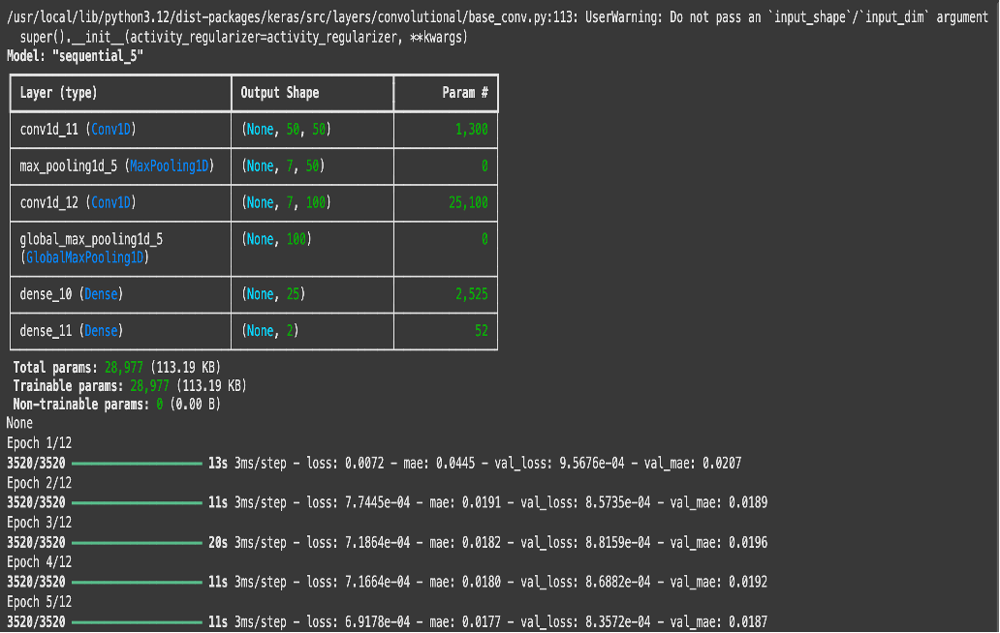 /usr/local/lib/python3.12/dist-packages/keras/src/layers/convolutional/base_conv.py:113: UserWarning: Do not pass an `input_shape`/`input_dim` argument
super().__init__(activity_regularizer=activity_regularizer, **kwargs)
Model: "sequential_5"
Layer (type) Output Shape Param #
conv1d_11 (Conv1D) (None, 50, 50) 1,300
max_pooling1d_5 (MaxPooling1D) (None, 7, 50) 0
conv1d_12 (Conv1D) (None, 7, 100) 25,100
global_max_pooling1d_5 (None, 100) 0
(GlobalMaxPooling1D)
dense_10 (Dense) (None, 25) 2,525
dense_11 (Dense) (None, 2) 52
Total params: 28,977 (113.19 KB)
Trainable params: 28,977 (113.19 KB)
Non-trainable params: 0 (0.00 B)
None
Epoch 1/12
3520/3520 13s 3ms/step - loss: 0.0072 - mae: 0.0445 - val_loss: 9.5676e-04 - val_mae: 0.0207
Epoch 2/12
3520/3520 11s 3ms/step - loss: 7.7445e-04 - mae: 0.0191 - val_loss: 8.5735e-04 - val_mae: 0.0189
Epoch 3/12
3520/3520 20s 3ms/step - loss: 7.1864e-04 - mae: 0.0182 - val_loss: 8.8159e-04 - val_mae: 0.0196
Epoch 4/12
3520/3520 11s 3ms/step - loss: 7.1664e-04 - mae: 0.0180 - val_loss: 8.6882e-04 - val_mae: 0.0192
Epoch 5/12
3520/3520 11s 3ms/step - loss: 6.9178e-04 - mae: 0.0177 - val_loss: 8.3572e-04 - val_mae: 0.0187